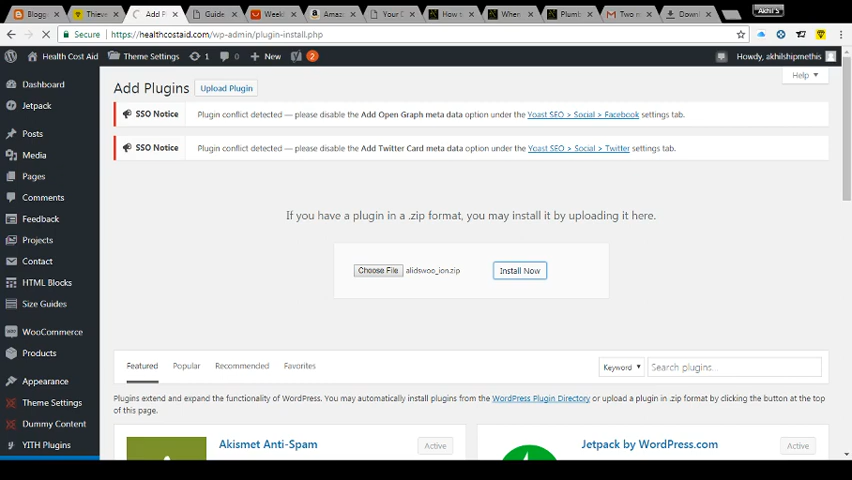 Blogg
Thieve
Add P
Guide
Weekl
Amaz
Your D
How t
When
Plumb
Two n
Downl
Akhil S
Secure
https://healthcostaid.com/wp-admin/plugin-install.php
Health Cost Aid
Theme Settings
1
0
New
2
Howdy, akhilshipmethis
Dashboard
Jetpack
Posts
Media
Pages
Comments
Feedback
Projects
Contact
HTML Blocks
Size Guides
WooCommerce
Products
Appearance
Theme Settings
Dummy Content
YITH Plugins
Add Plugins
Upload Plugin
Help
SSO Notice
Plugin conflict detected — please disable the Add Open Graph meta data option under the Yoast SEO > Social > Facebook settings tab.
SSO Notice
Plugin conflict detected — please disable the Add Twitter Card meta data option under the Yoast SEO > Social > Twitter settings tab.
If you have a plugin in a .zip format, you may install it by uploading it here.
Choose File
alidswoo_ion.zip
Install Now
Featured
Popular
Recommended
Favorites
Keyword
Search plugins...
Plugins extend and expand the functionality of WordPress. You may automatically install plugins from the WordPress Plugin Directory or upload a plugin in .zip format by clicking the button at the top
of this page.
Akismet Anti-Spam
Active
Jetpack by WordPress.com
Active